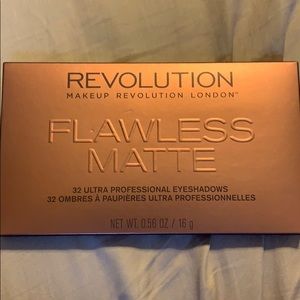 REVOLUTION
MAKEUP REVOLUTION LONDON™
FLAWLESS
MATTE
32 ULTRA PROFESSIONAL EYESHADOWS
32 OMBRES À PAUPIÈRES ULTRA PROFESSIONNELLES
NET WT. 0.56 OZ / 16 g